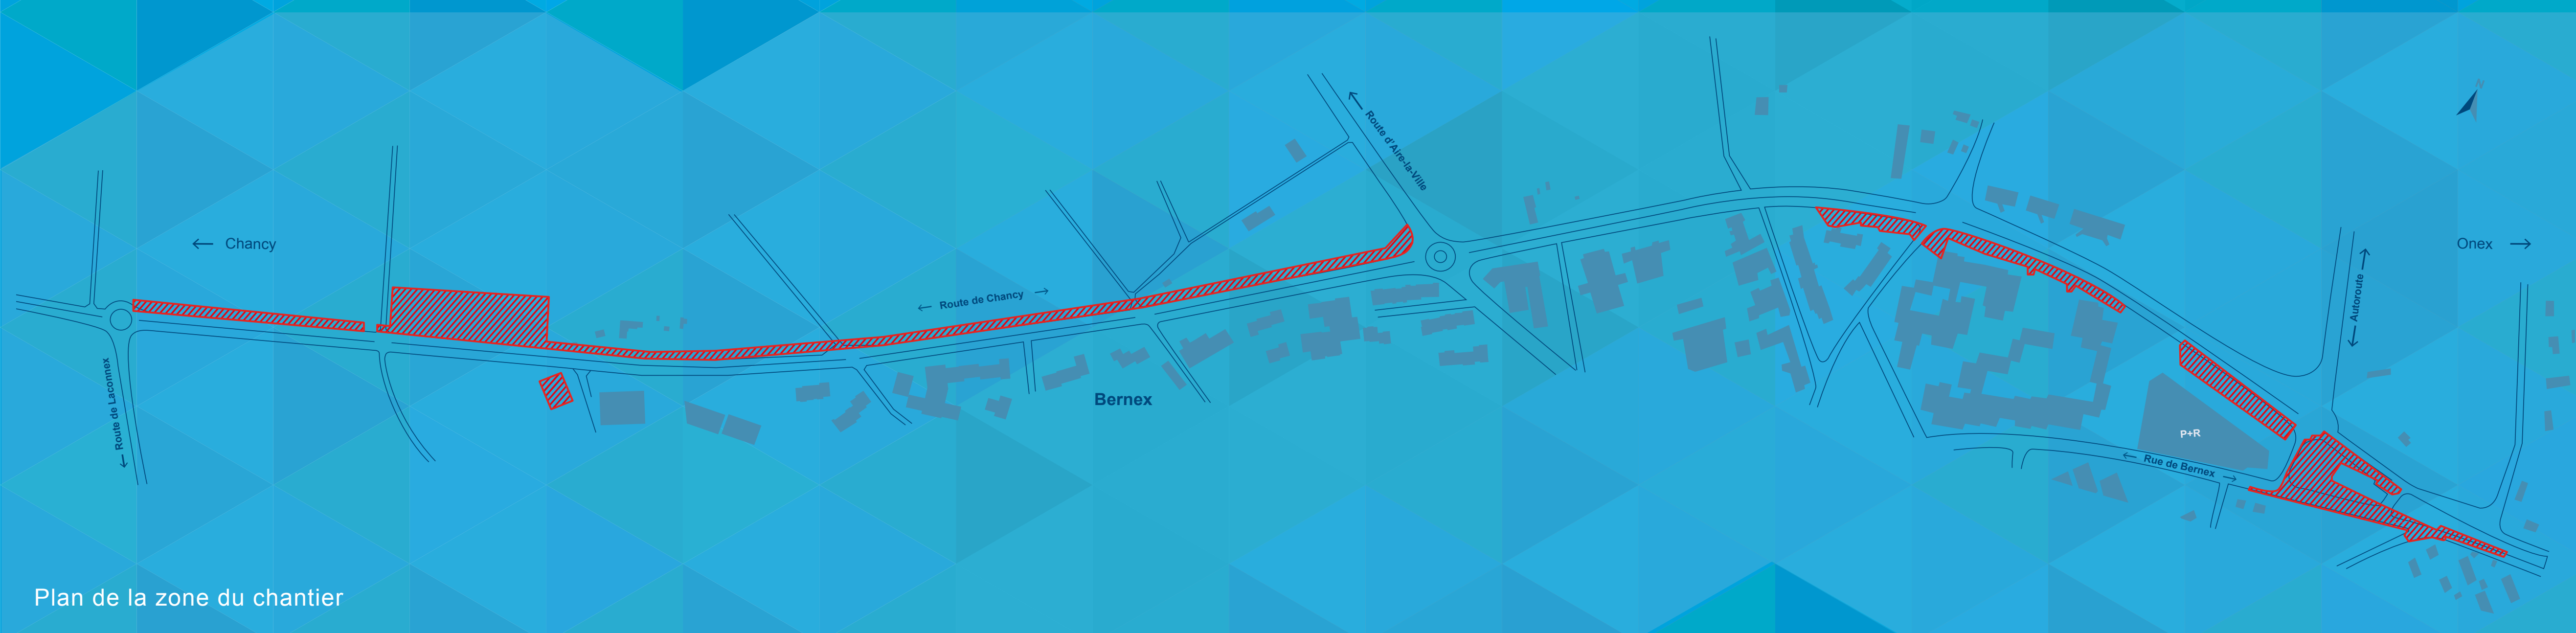 Route d'Aire-la-Ville
N
← Chancy
Onex →
Route de Chancy
Autoroute
Route de Laconnex
Bernex
P+R
Rue de Bernex
Plan de la zone du chantier